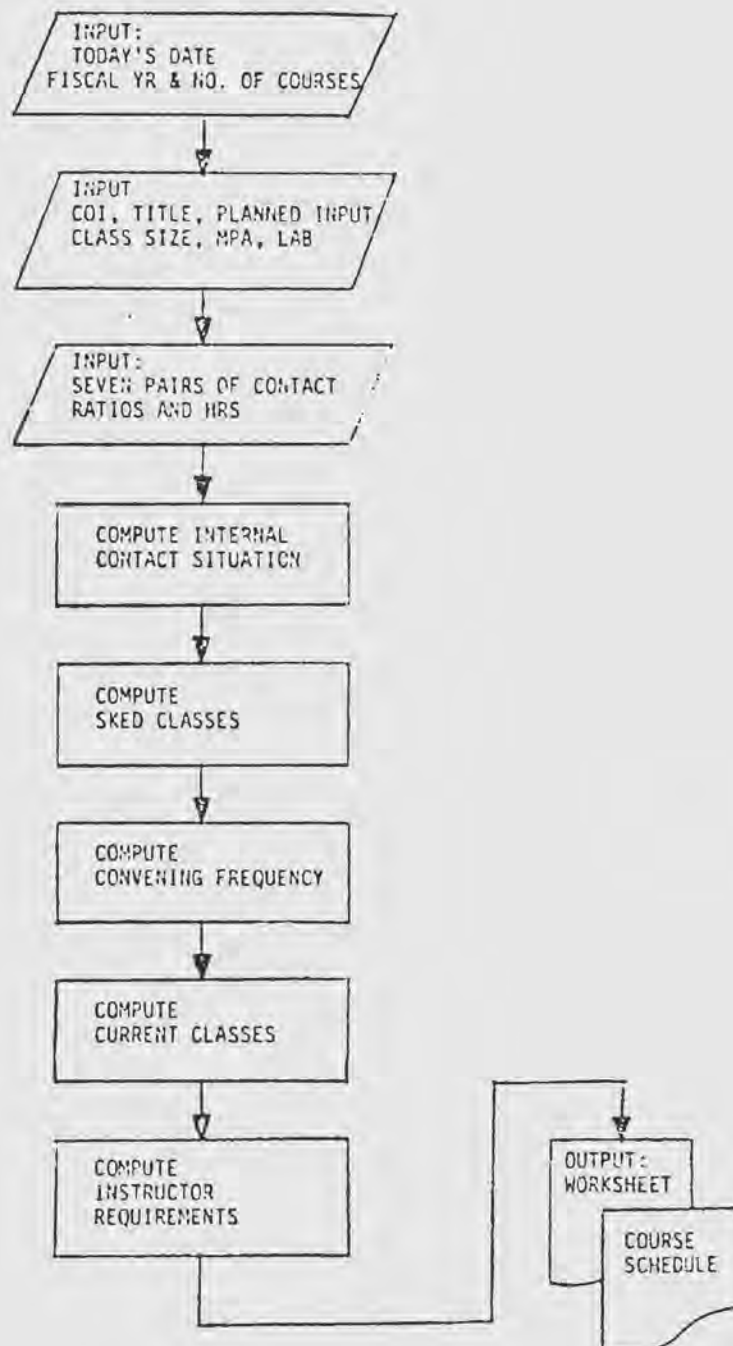 INPUT:
TODAY'S DATE
FISCAL YR & NO. OF COURSES
INPUT
COI, TITLE, PLANNED INPUT
CLASS SIZE, MPA, LAB
INPUT:
SEVEN PAIRS OF CONTACT
RATIOS AND HRS
COMPUTE INTERNAL
CONTACT SITUATION
COMPUTE
SKED CLASSES
COMPUTE
CONVENING FREQUENCY
COMPUTE
CURRENT CLASSES
COMPUTE
INSTRUCTOR
REQUIREMENTS
OUTPUT:
WORKSHEET
COURSE
SCHEDULE